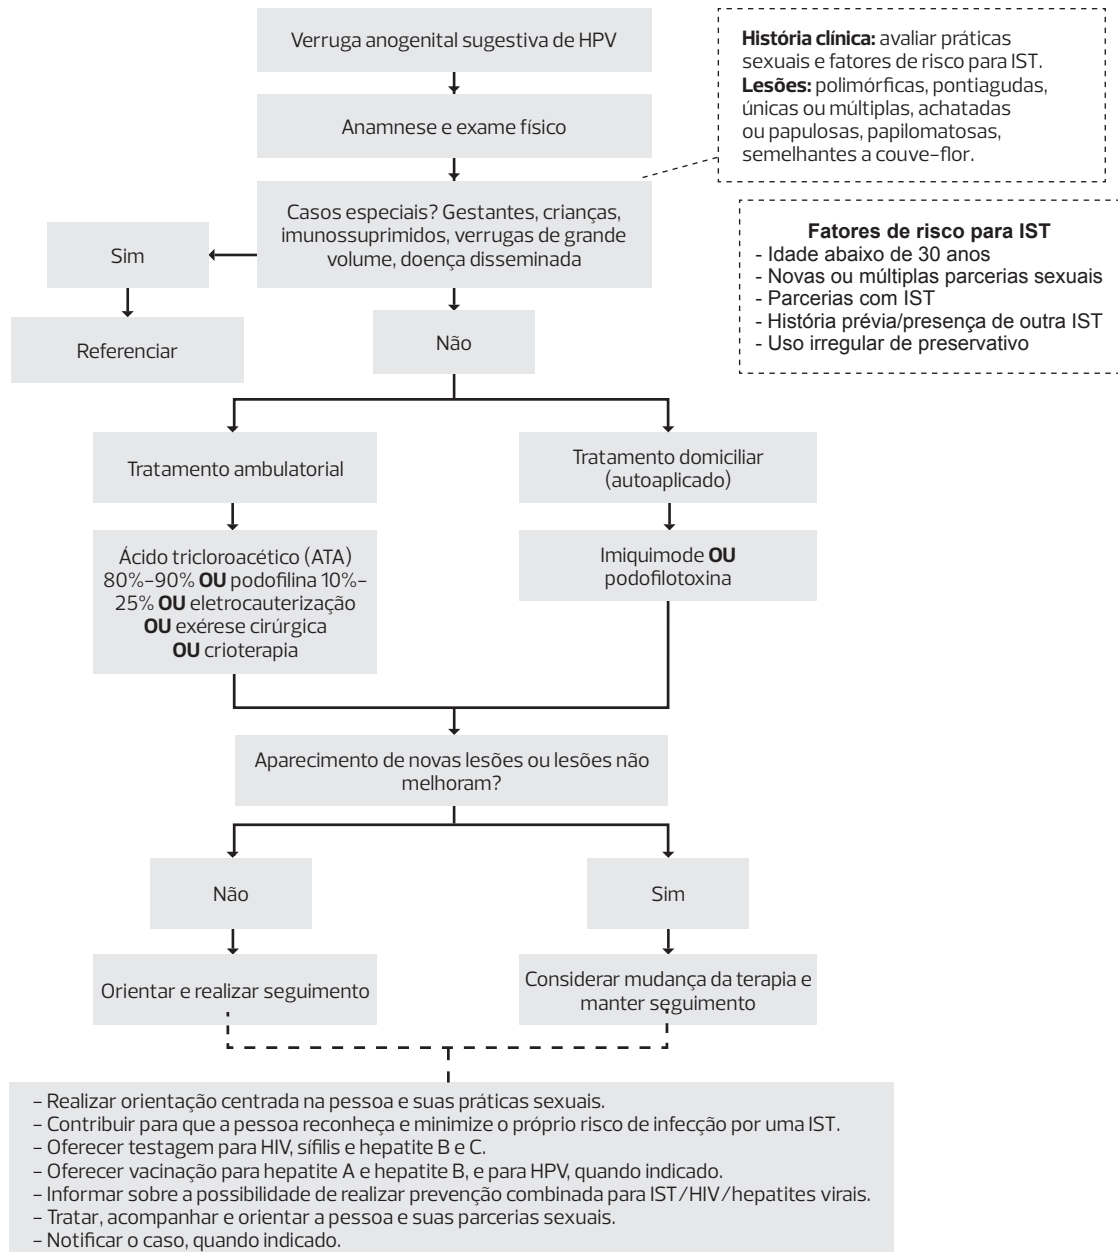 Verruga anogenital sugestiva de HPV
História clínica: avaliar práticas
sexuais e fatores de risco para IST.
Lesões: polimórficas, pontiagudas,
únicas ou múltiplas, achatadas
ou papulosas, papilomatosas,
semelhantes a couve-flor.
Anamnese e exame físico
Casos especiais? Gestantes, crianças,
imunossuprimidos, verrugas de grande
volume, doença disseminada
Sim
Referenciar
Não
Fatores de risco para IST
- Idade abaixo de 30 anos
- Novas ou múltiplas parcerias sexuais
- Parcerias com IST
- História prévia/presença de outra IST
- Uso irregular de preservativo
Tratamento ambulatorial
Tratamento domiciliar
(autoaplicado)
Ácido tricloroacético (ATA)
80%-90% OU podofilina 10%-
25% OU eletrocauterização
OU exérese cirúrgica
OU crioterapia
Imiquimode OU
podofilotoxina
Aparecimento de novas lesões ou lesões não
melhoram?
Não
Sim
Orientar e realizar seguimento
Considerar mudança da terapia e
manter seguimento
– Realizar orientação centrada na pessoa e suas práticas sexuais.
– Contribuir para que a pessoa reconheça e minimize o próprio risco de infecção por uma IST.
– Oferecer testagem para HIV, sífilis e hepatite B e C.
– Oferecer vacinação para hepatite A e hepatite B, e para HPV, quando indicado.
– Informar sobre a possibilidade de realizar prevenção combinada para IST/HIV/hepatites virais.
– Tratar, acompanhar e orientar a pessoa e suas parcerias sexuais.
– Notificar o caso, quando indicado.